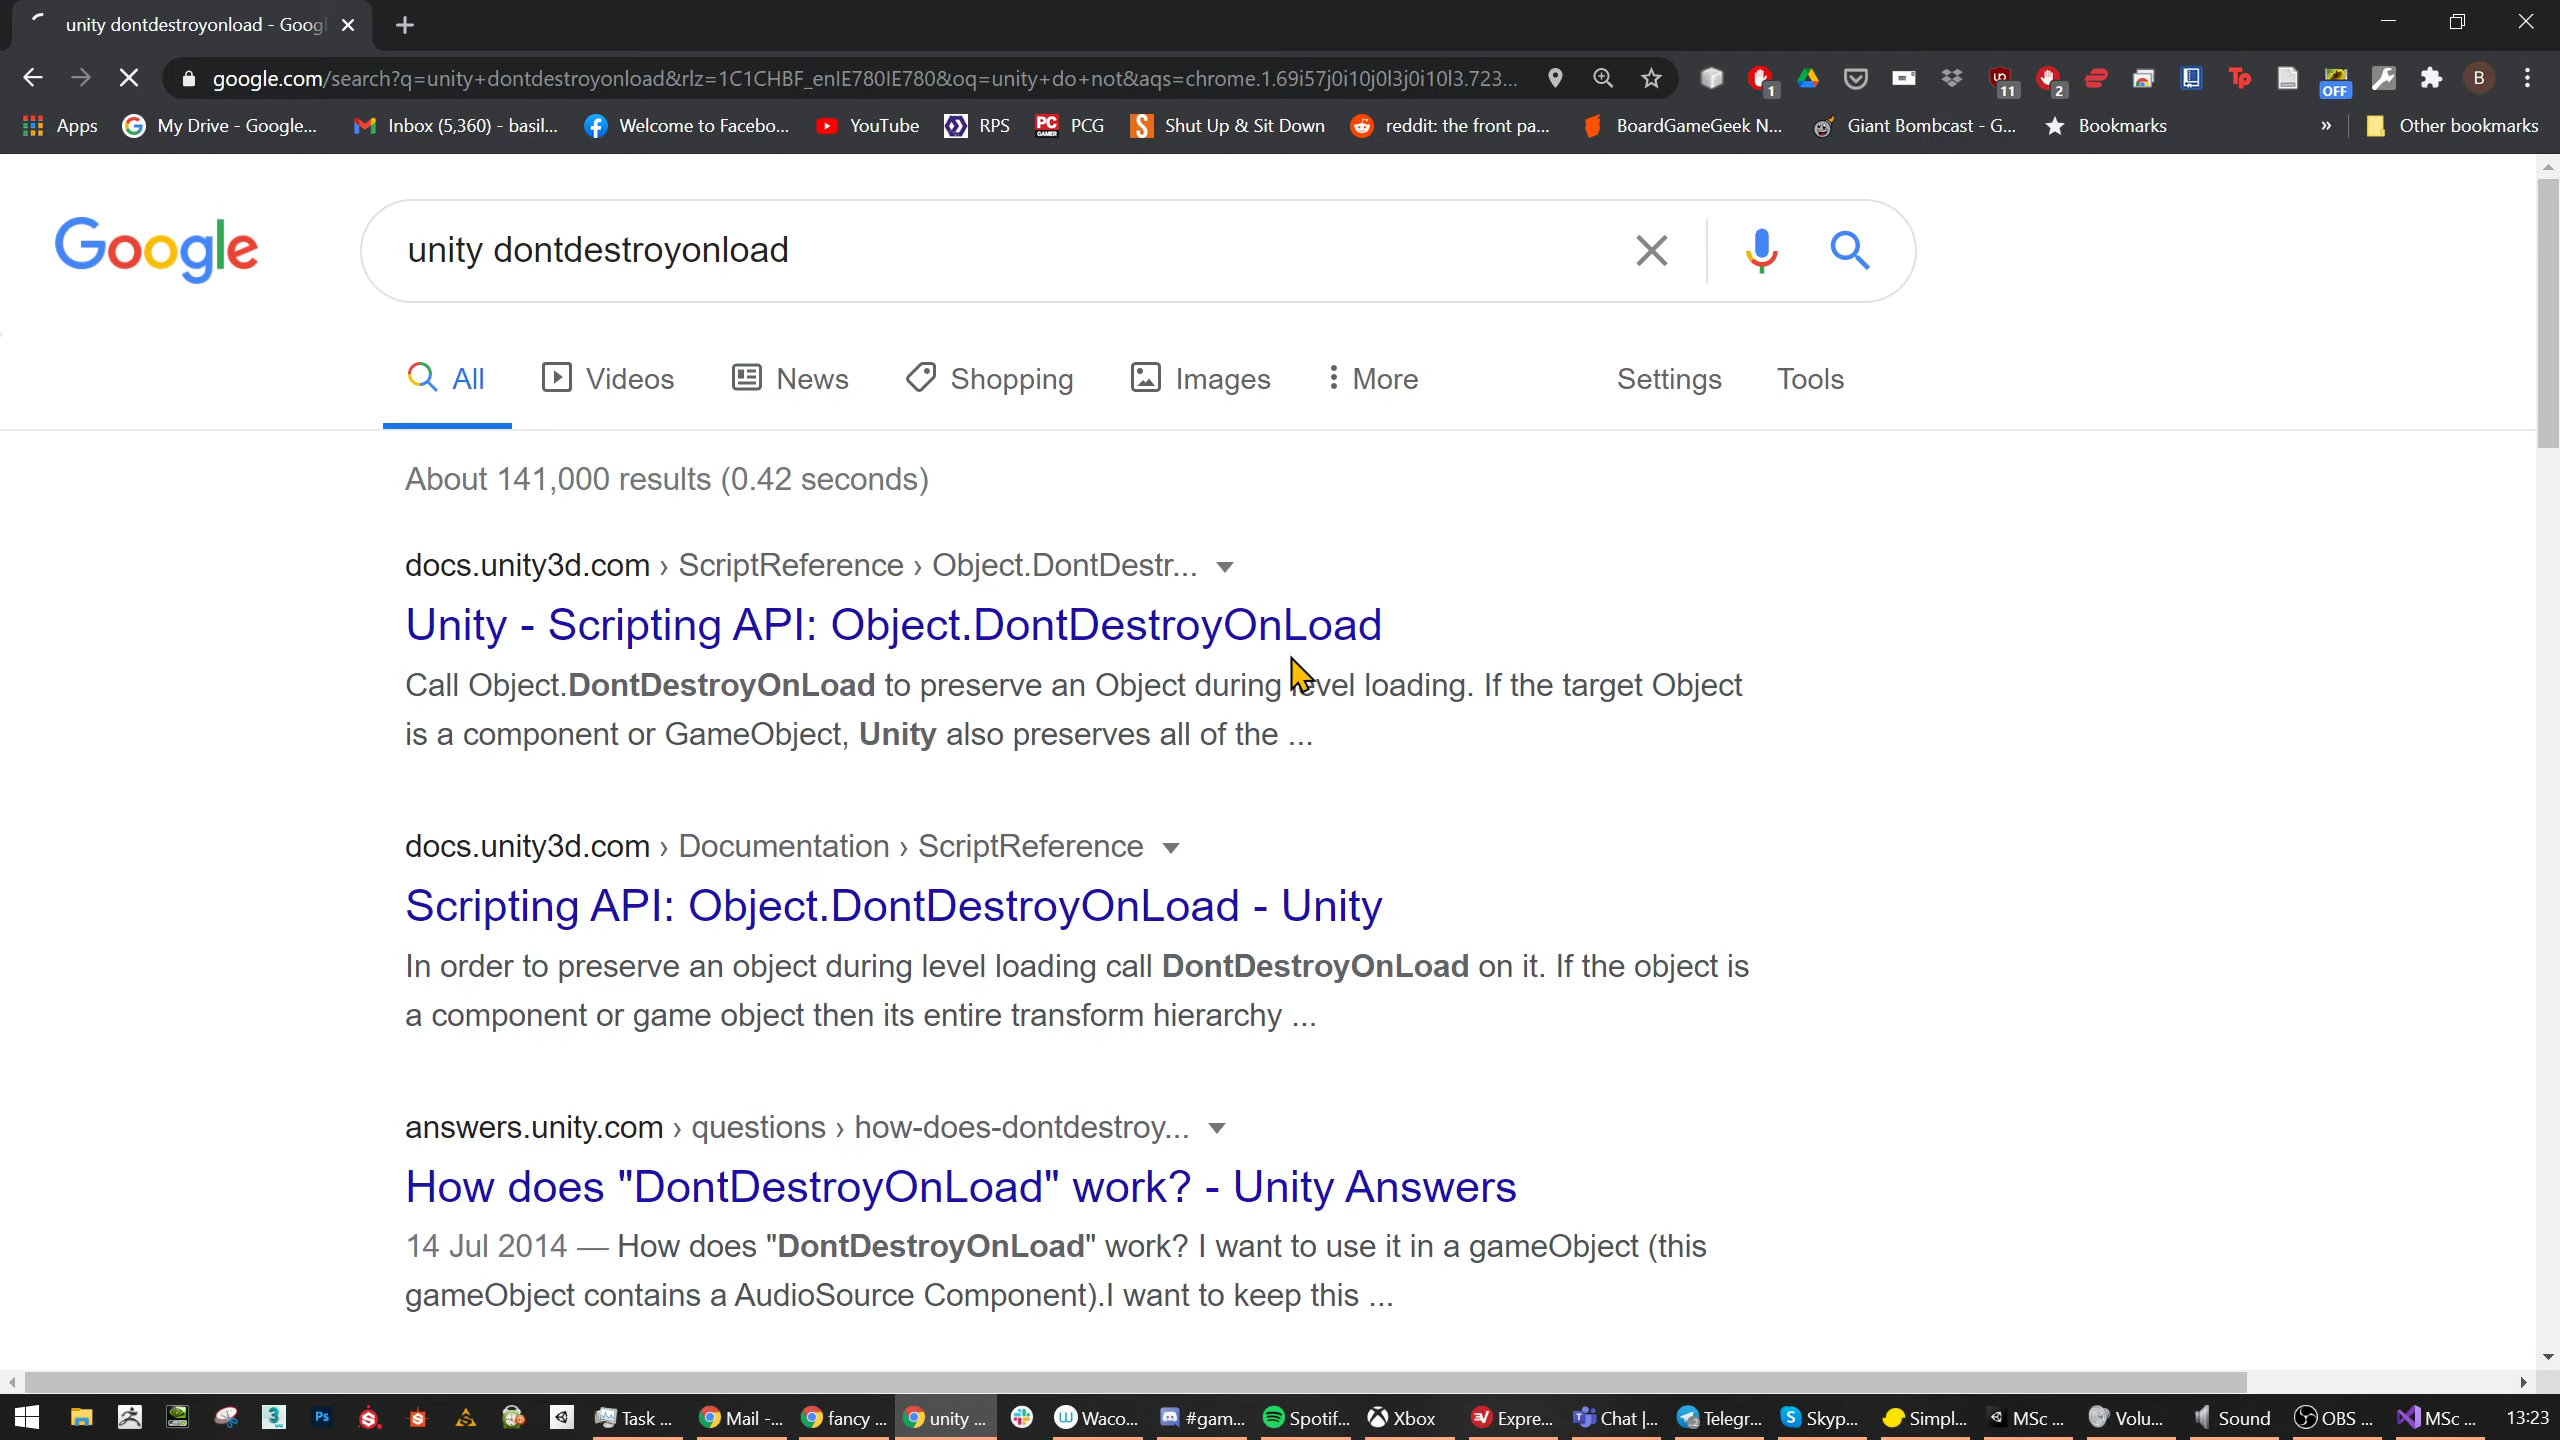 unity dontdestroyonload - Goog
google.com/search?q=unity+dontdestroyonload&rlz=1C1CHBF_enIE780IE780&oq=unity+do+not&aqs=chrome.1.69i57j0i10j0l3j0i10l3.723...
1
11
2
OFF
B
Apps
My Drive - Google...
Inbox (5,360) - basil...
Welcome to Facebo...
YouTube
RPS
PCG
Shut Up & Sit Down
reddit: the front pa...
BoardGameGeek N...
Giant Bombcast - G...
Bookmarks
»
Other bookmarks
Google
unity dontdestroyonload
All
Videos
News
Shopping
Images
More
Settings
Tools
About 141,000 results (0.42 seconds)
docs.unity3d.com › ScriptReference › Object.DontDestr...
Unity - Scripting API: Object.DontDestroyOnLoad
Call Object.DontDestroyOnLoad to preserve an Object during level loading. If the target Object
is a component or GameObject, Unity also preserves all of the ...
docs.unity3d.com › Documentation › ScriptReference
Scripting API: Object.DontDestroyOnLoad - Unity
In order to preserve an object during level loading call DontDestroyOnLoad on it. If the object is
a component or game object then its entire transform hierarchy ...
answers.unity.com › questions › how-does-dontdestroy...
How does "DontDestroyOnLoad" work? - Unity Answers
14 Jul 2014 — How does "DontDestroyOnLoad" work? I want to use it in a gameObject (this
gameObject contains a AudioSource Component).I want to keep this ...
Task ...
Mail -...
fancy ...
unity ...
Waco...
#gam...
Spotif...
Xbox
Expre...
Chat |...
Telegr...
Skyp...
Simpl...
MSc ...
Volu...
Sound
OBS ...
MSc ...
13:23